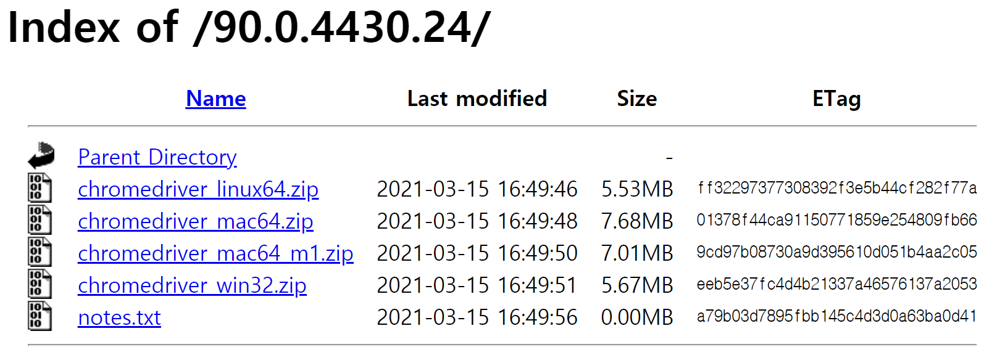 Index of /90.0.4430.24/
Name Last modified Size ETag
Parent Directory -
chromedriver_linux64.zip 2021-03-15 16:49:46 5.53MB ff32297377308392f3e5b44cf282f77a
chromedriver_mac64.zip 2021-03-15 16:49:48 7.68MB 01378f44ca91150771859e254809fb66
chromedriver_mac64_m1.zip 2021-03-15 16:49:50 7.01MB 9cd97b08730a9d395610d051b4aa2c05
chromedriver_win32.zip 2021-03-15 16:49:51 5.67MB eeb5e37fc4d4b21337a46576137a2053
notes.txt 2021-03-15 16:49:56 0.00MB a79b03d7895fbb145c4d3d0a63ba0d41